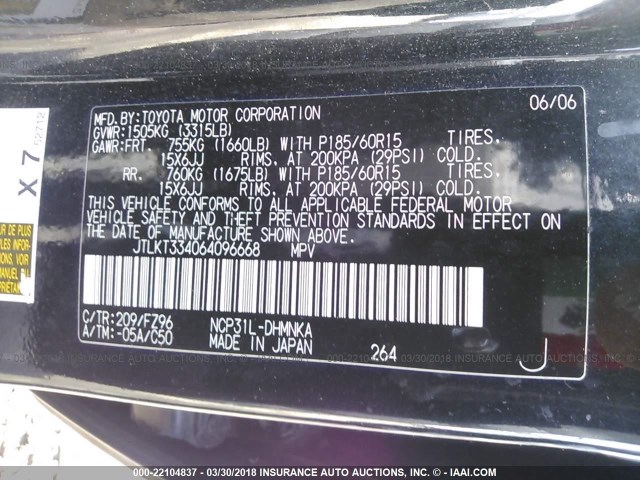 MFD. BY: TOYOTA MOTOR CORPORATION 06/06
GVWR: 1505KG (3315LB)
GAWR: FRT. 755KG (1660LB) WITH P185/60R15 TIRES.
15X6JJ RIMS. AT 200KPA (29PSI) COLD.
RR. 760KG (1675LB) WITH P185/60R15 TIRES.
15X6JJ RIMS. AT 200KPA (29PSI) COLD.
THIS VEHICLE CONFORMS TO ALL APPLICABLE FEDERAL MOTOR
VEHICLE SAFETY AND THEFT PREVENTION STANDARDS IN EFFECT ON
THE DATE OF MANUFACTURE SHOWN ABOVE.
JTLKT334064096668 MPV
C/TR: 209/FZ96 NCP31L-DHMNKA
A/TM: -05A/C50 MADE IN JAPAN 264 J
X 7 52712
UR DE PLUS
000-22104837 - 03/30/2018 - INSURANCE AUTO AUCTIONS, INC. - © - IAAI.COM